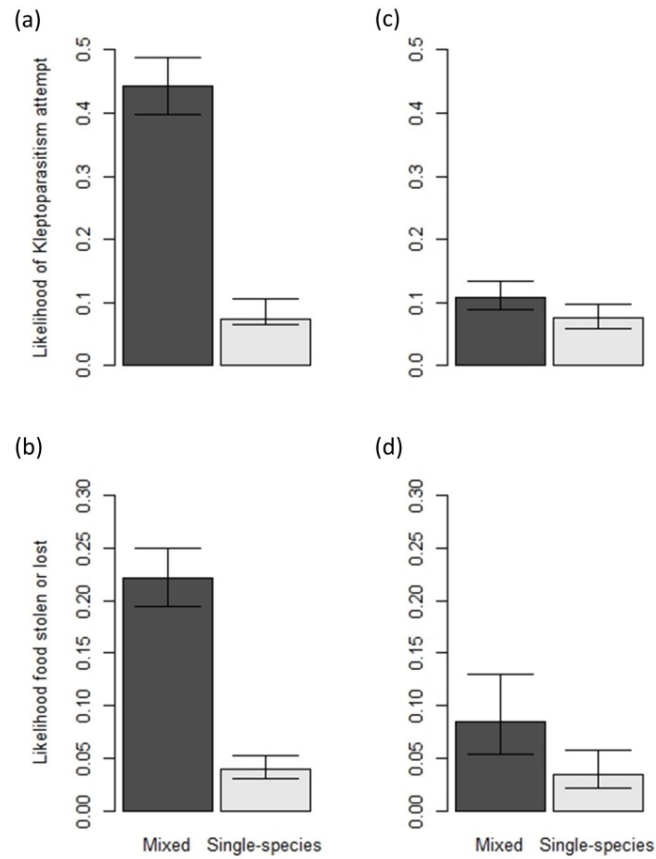 (a)
Likelihood of Kleptoparasitism attempt
0.0 0.1 0.2 0.3 0.4 0.5
(c)
0.0 0.1 0.2 0.3 0.4 0.5
(b)
Likelihood food stolen or lost
0.00 0.05 0.10 0.15 0.20 0.25 0.30
Mixed Single-species
(d)
0.00 0.05 0.10 0.15 0.20 0.25 0.30
Mixed Single-species